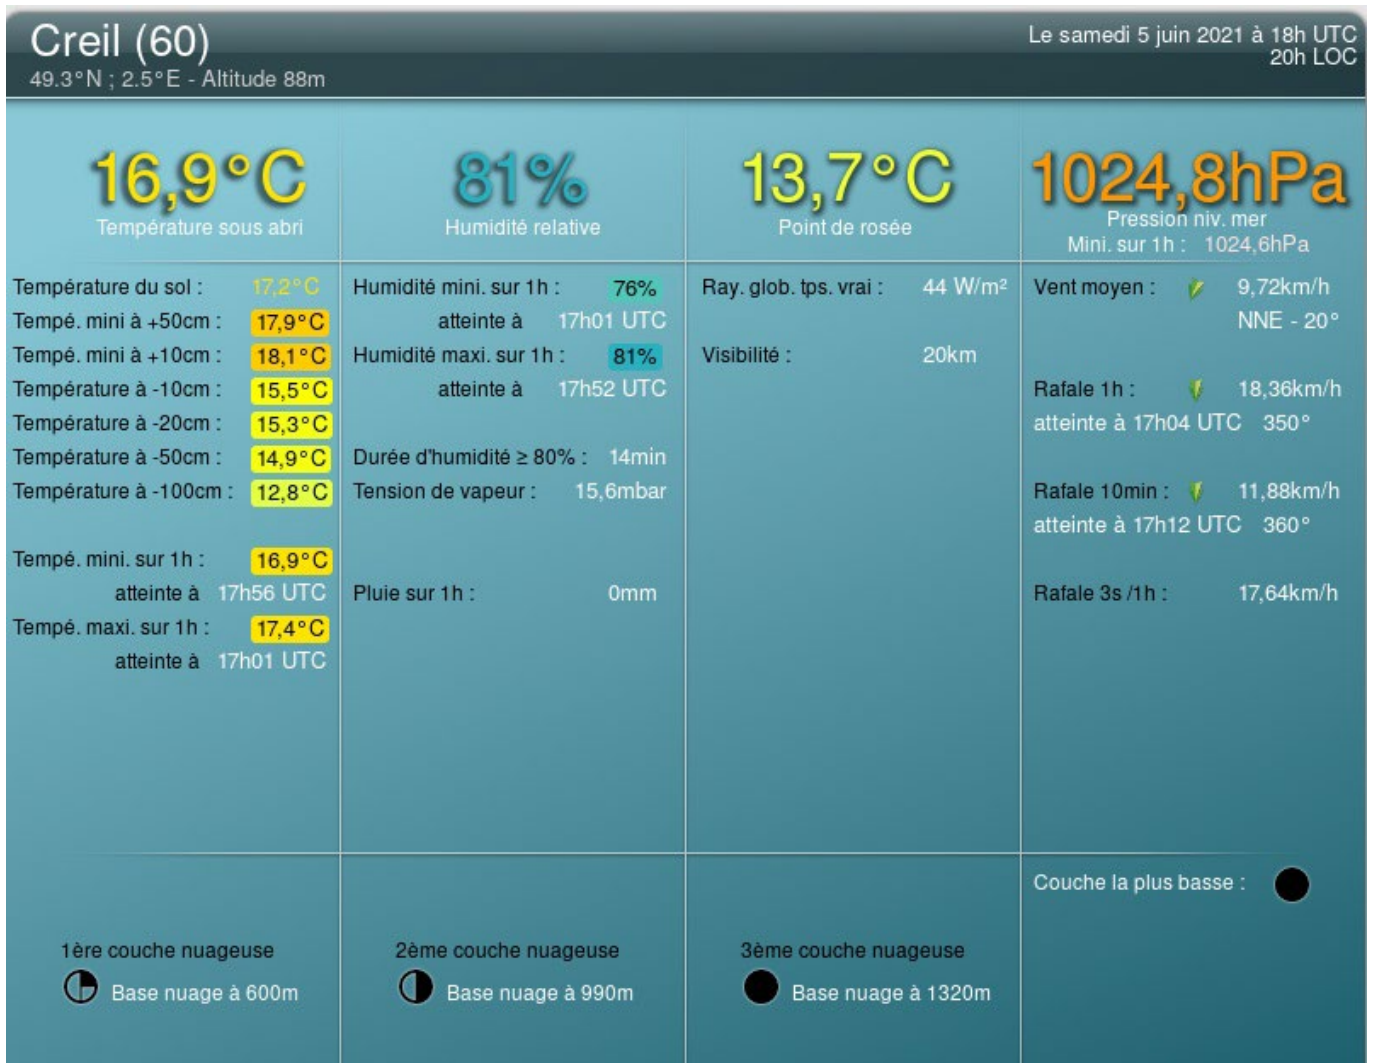 Creil (60)
49.3°N ; 2.5°E - Altitude 88m
Le samedi 5 juin 2021 à 18h UTC
20h LOC
16,9°C
Température sous abri
81%
Humidité relative
13,7°C
Point de rosée
1024,8hPa
Pression niv. mer
Mini. sur 1h : 1024,6hPa
Température du sol : 17,2°C
Tempé. mini à +50cm : 17,9°C
Tempé. mini à +10cm : 18,1°C
Température à -10cm : 15,5°C
Température à -20cm : 15,3°C
Température à -50cm : 14,9°C
Température à -100cm : 12,8°C
Tempé. mini. sur 1h : 16,9°C
atteinte à 17h56 UTC
Tempé. maxi. sur 1h : 17,4°C
atteinte à 17h01 UTC
Humidité mini. sur 1h : 76%
atteinte à 17h01 UTC
Humidité maxi. sur 1h : 81%
atteinte à 17h52 UTC
Durée d'humidité ≥ 80% : 14min
Tension de vapeur : 15,6mbar
Pluie sur 1h : 0mm
Ray. glob. tps. vrai : 44 W/m²
Visibilité : 20km
Vent moyen : 9,72km/h
NNE - 20°
Rafale 1h : 18,36km/h
atteinte à 17h04 UTC 350°
Rafale 10min : 11,88km/h
atteinte à 17h12 UTC 360°
Rafale 3s /1h : 17,64km/h
Couche la plus basse :
1ère couche nuageuse
Base nuage à 600m
2ème couche nuageuse
Base nuage à 990m
3ème couche nuageuse
Base nuage à 1320m